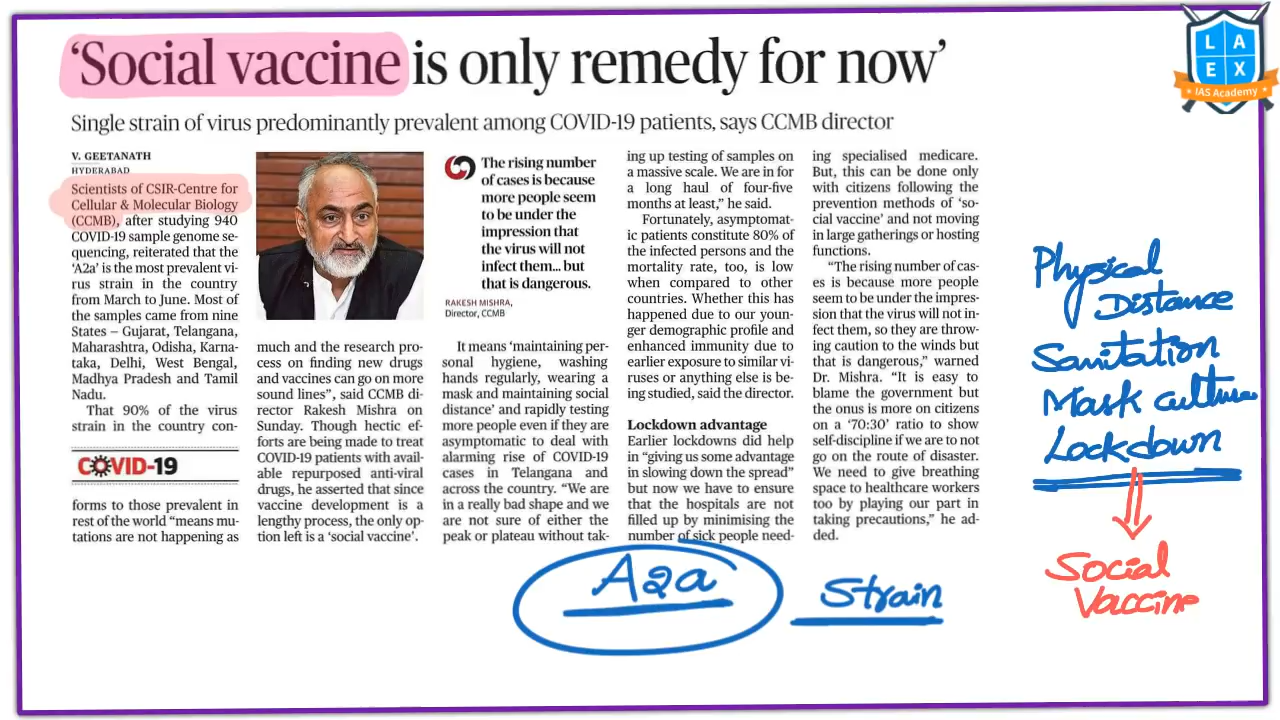 ‘Social vaccine is only remedy for now’
Single strain of virus predominantly prevalent among COVID-19 patients, says CCMB director
V. GEETANATH
HYDERABAD
Scientists of CSIR-Centre for
Cellular & Molecular Biology
(CCMB), after studying 940
COVID-19 sample genome se-
quencing, reiterated that the
‘A2a’ is the most prevalent vi-
rus strain in the country
from March to June. Most of
the samples came from nine
States – Gujarat, Telangana,
Maharashtra, Odisha, Karna-
taka, Delhi, West Bengal,
Madhya Pradesh and Tamil
Nadu.
That 90% of the virus
strain in the country con-
COVID-19
forms to those prevalent in
rest of the world “means mu-
tations are not happening as
much and the research pro-
cess on finding new drugs
and vaccines can go on more
sound lines”, said CCMB di-
rector Rakesh Mishra on
Sunday. Though hectic ef-
forts are being made to treat
COVID-19 patients with avail-
able repurposed anti-viral
drugs, he asserted that since
vaccine development is a
lengthy process, the only op-
tion left is a ‘social vaccine’.
The rising number
of cases is because
more people seem
to be under the
impression that
the virus will not
infect them... but
that is dangerous.
RAKESH MISHRA,
Director, CCMB
It means ‘maintaining per-
sonal hygiene, washing
hands regularly, wearing a
mask and maintaining social
distance’ and rapidly testing
more people even if they are
asymptomatic to deal with
alarming rise of COVID-19
cases in Telangana and
across the country. “We are
in a really bad shape and we
are not sure of either the
peak or plateau without tak-
ing up testing of samples on
a massive scale. We are in for
a long haul of four-five
months at least,” he said.
Fortunately, asymptomat-
ic patients constitute 80% of
the infected persons and the
mortality rate, too, is low
when compared to other
countries. Whether this has
happened due to our youn-
ger demographic profile and
enhanced immunity due to
earlier exposure to similar vi-
ruses or anything else is be-
ing studied, said the director.
Lockdown advantage
Earlier lockdowns did help
in “giving us some advantage
in slowing down the spread”
but now we have to ensure
that the hospitals are not
filled up by minimising the
number of sick people need-
ing specialised medicare.
But, this can be done only
with citizens following the
prevention methods of ‘so-
cial vaccine’ and not moving
in large gatherings or hosting
functions.
“The rising number of cas-
es is because more people
seem to be under the impres-
sion that the virus will not in-
fect them, so they are throw-
ing caution to the winds but
that is dangerous,” warned
Dr. Mishra. “It is easy to
blame the government but
the onus is more on citizens
on a ‘70:30’ ratio to show
self-discipline if we are to not
go on the route of disaster.
We need to give breathing
space to healthcare workers
too by playing our part in
taking precautions,” he ad-
ded.
L A
E X
IAS Academy
Physical
Distance
Sanitation
Mask culture
Lockdown
Social
Vaccine
A2a
Strain